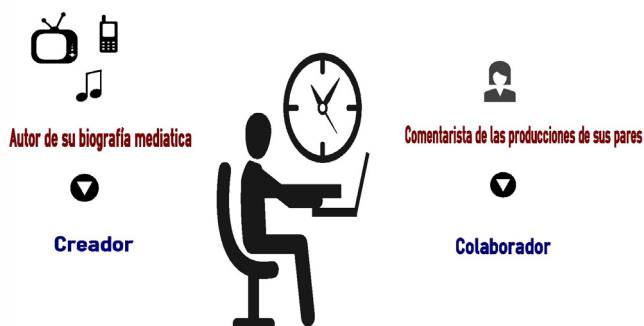 Autor de su biografía mediatica
Creador
Comentarista de las producciones de sus pares
Colaborador